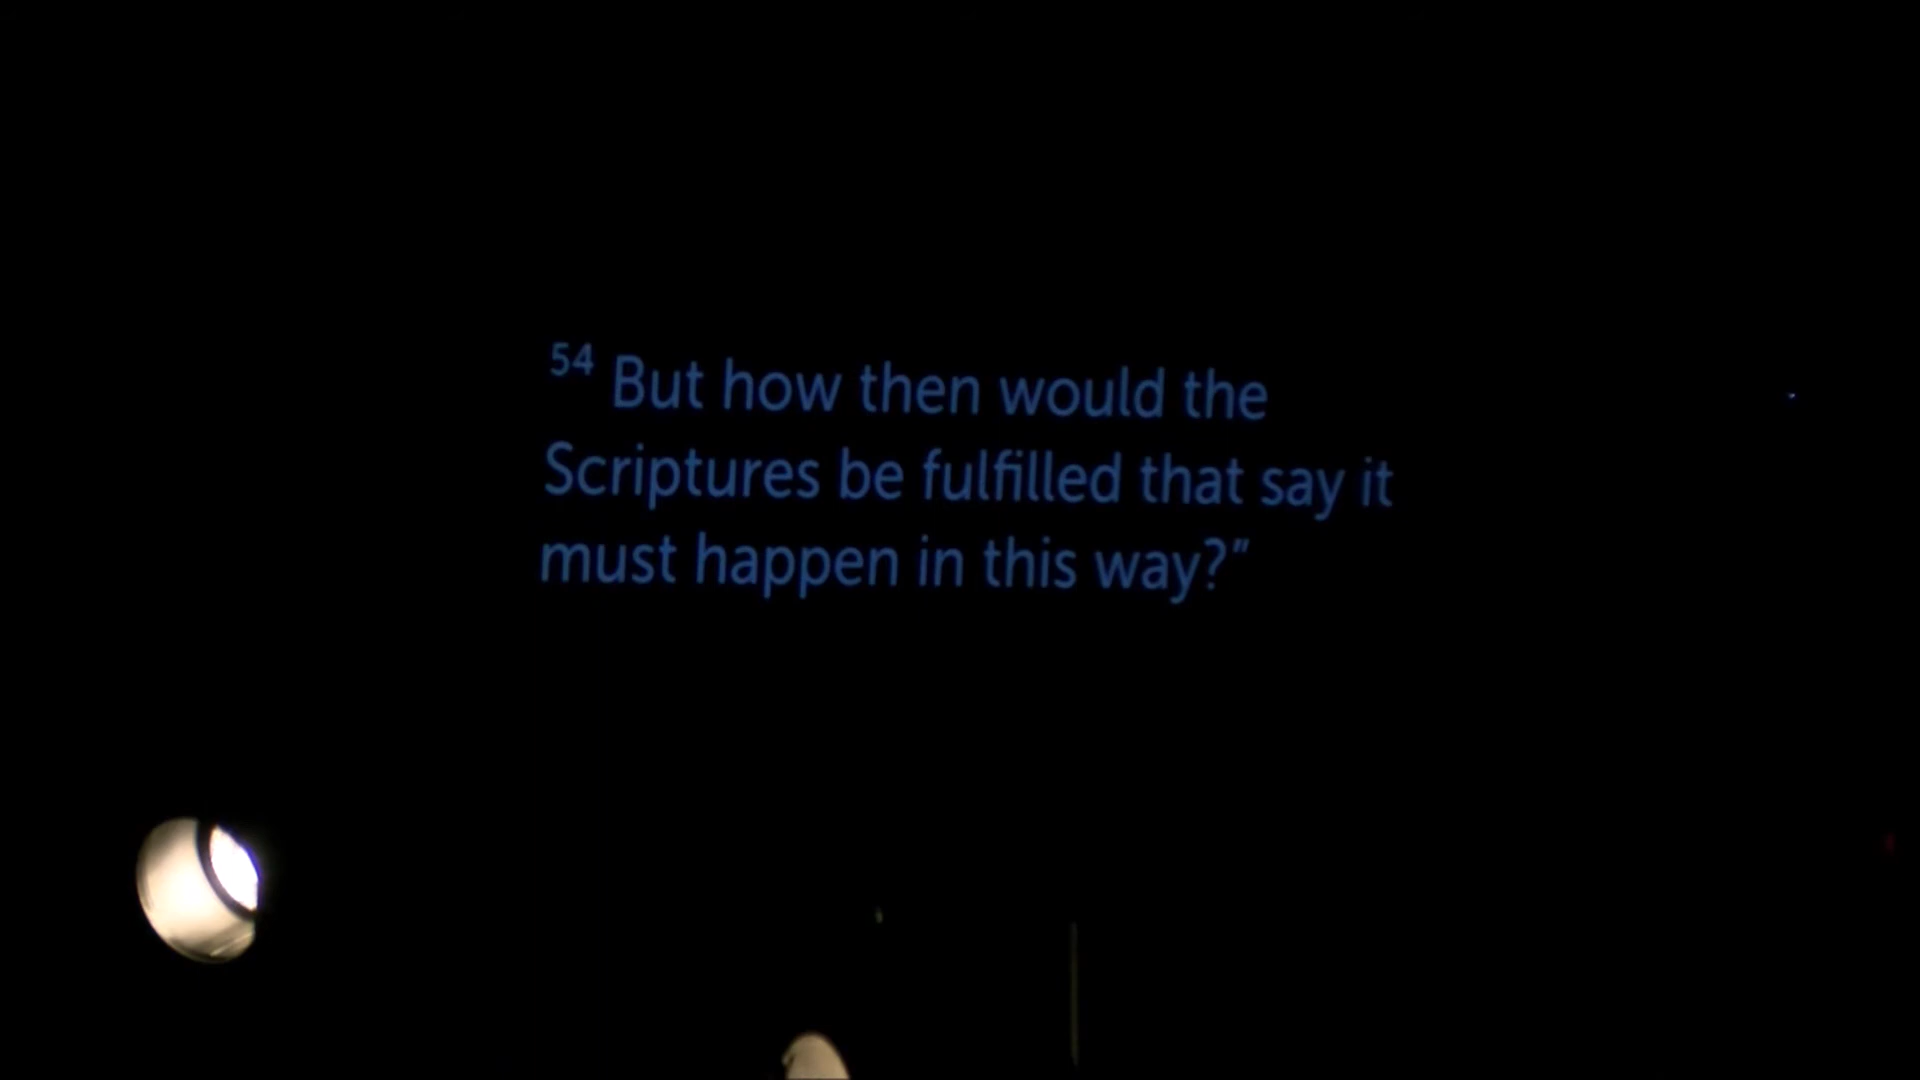 54 But how then would the
Scriptures be fulfilled that say it
must happen in this way?”